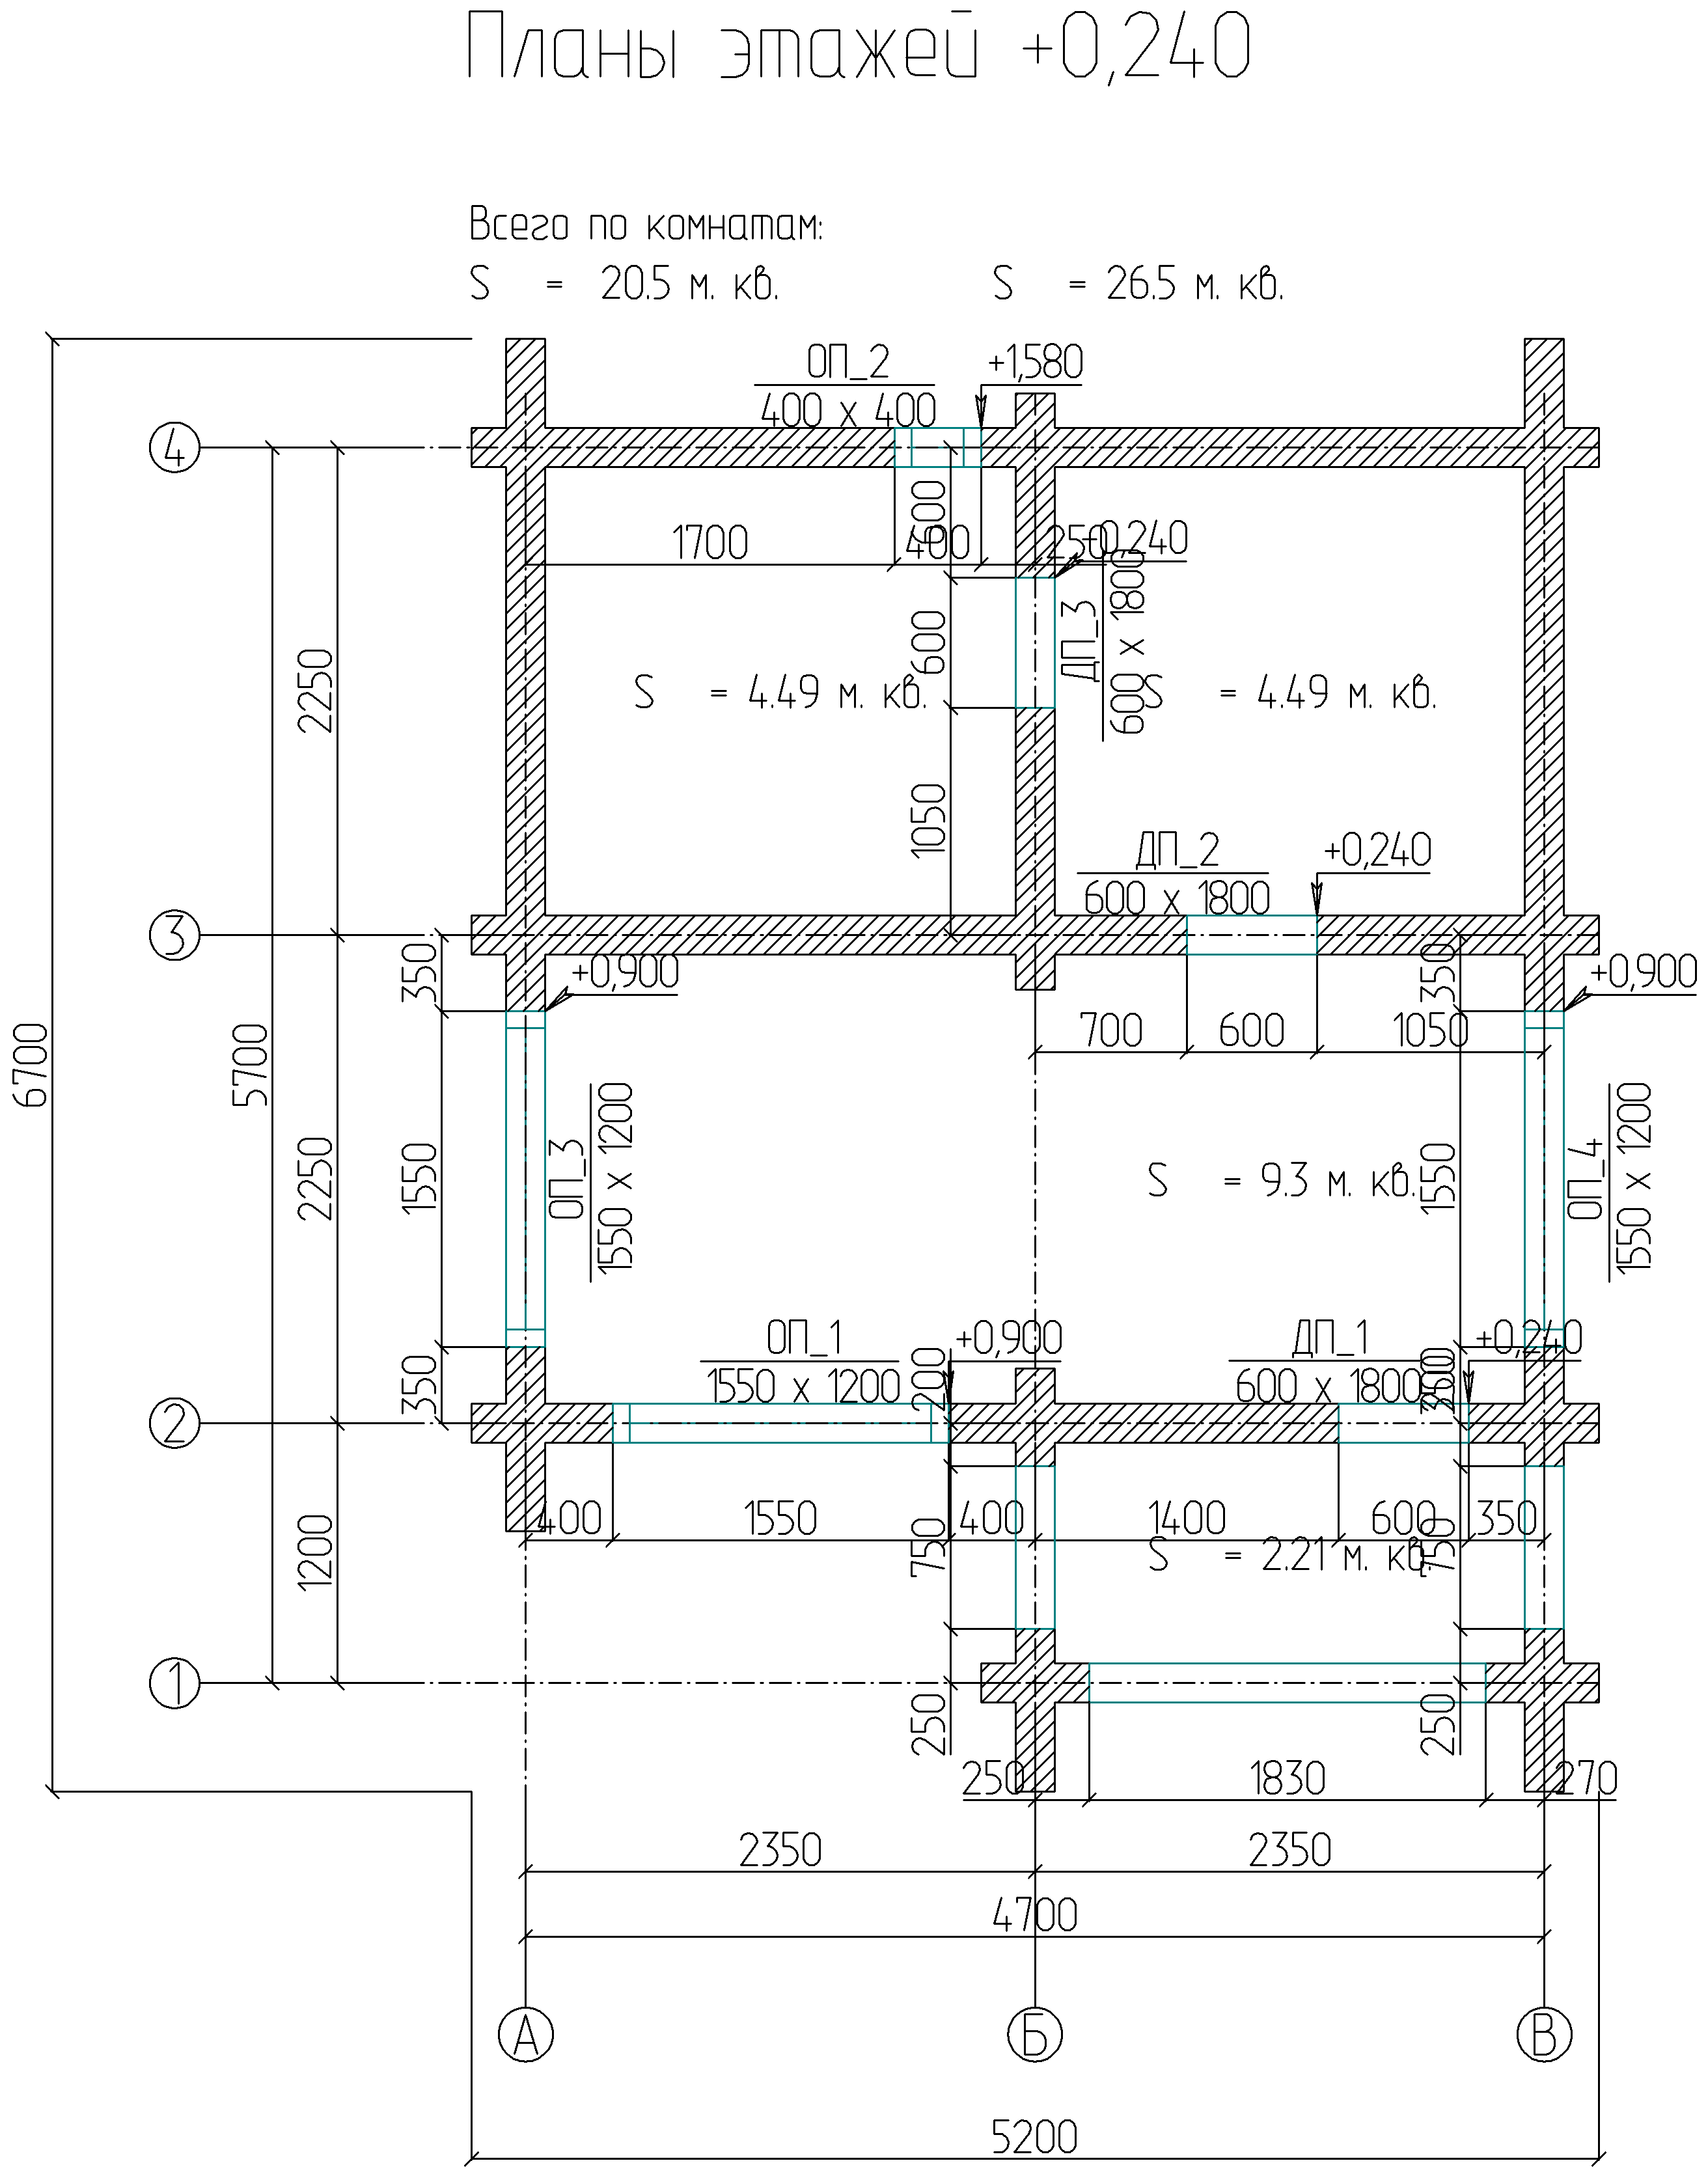 Планы этажей +0,240
Всего по комнатам:
S = 20.5 м. кв. S = 26.5 м. кв.
ОП_2 +1,580
400 x 400
4
600
1700 400 250 +0,240
600
ДП_3
600 x 1800
2250
S = 4.49 м. кв. S = 4.49 м. кв.
1050
ДП_2 +0,240
600 x 1800
3
350 +0,900 350 +0,900
700 600 1050
6700
5700
2250
1550
ОП_3
1550 x 1200
S = 9.3 м. кв.
1550
ОП_4
1550 x 1200
ОП_1 +0,900 ДП_1 +0,240
1550 x 1200 200 600 x 1800
350
2
400 1550 400 1400 600 350
1200
750 S = 2.21 м. кв. 750
1
250 250
250 1830 270
2350 2350
4700
А Б В
5200